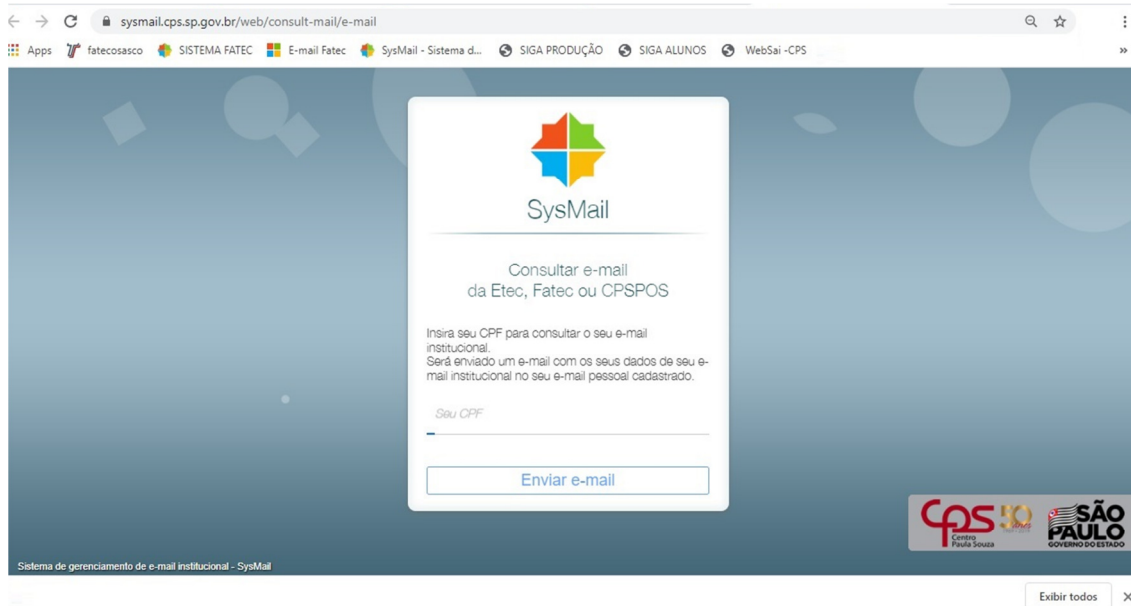 sysmail.cps.sp.gov.br/web/consult-mail/e-mail
Apps fatecosasco SISTEMA FATEC E-mail Fatec SysMail - Sistema d... SIGA PRODUÇÃO SIGA ALUNOS WebSai -CPS »
SysMail
Consultar e-mail
da Etec, Fatec ou CPSPOS
Insira seu CPF para consultar o seu e-mail
institucional.
Será enviado um e-mail com os seus dados de seu e-
mail institucional no seu e-mail pessoal cadastrado.
Seu CPF
Enviar e-mail
cps 50 anos
Centro
Paula Souza
SÃO
PAULO
GOVERNO DO ESTADO
Sistema de gerenciamento de e-mail institucional - SysMail
Exibir todos